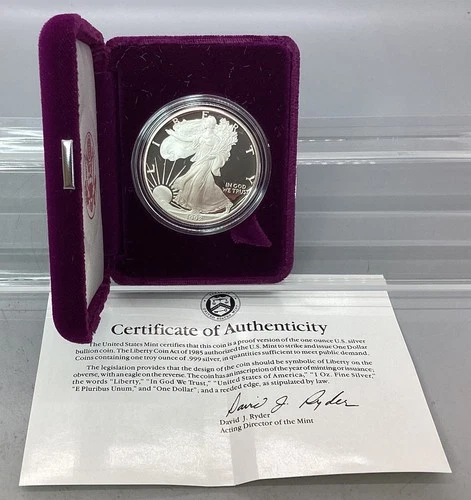 LIBERTY
IN GOD
WE TRUST
Certificate of Authenticity
The United States Mint certifies that this coin is a proof version of the one ounce U.S. silver
bullion coin. The Liberty Coin Act of 1985 authorized the U.S. Mint to strike and issue One Dollar
Coins containing one troy ounce of .999 silver, in quantities sufficient to meet public demand.
The legislation provides that the design of the coin should be symbolic of Liberty on the
obverse, with an eagle on the reverse. The coin has an inscription of the year of minting or issuance;
the words "Liberty," "In God We Trust," "United States of America," "1 Oz. Fine Silver,"
"E Pluribus Unum," and "One Dollar"; and a reeded edge, as stipulated by law.
David J. Ryder
David J. Ryder
Acting Director of the Mint